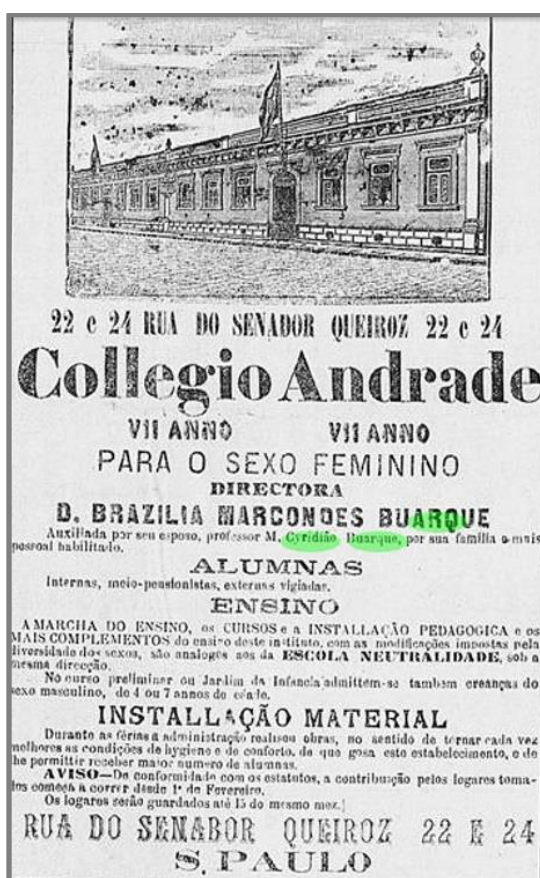 22 e 24 RUA DO SENADOR QUEIROZ 22 e 24
Collegio Andrade
VII ANNO VII ANNO
PARA O SEXO FEMININO
DIRECTORA
D. BRAZILIA MARCONDES BUARQUE
Auxiliada por seu esposo, professor M. Cyridião Buarque, por sua familia e mais
pessoal habilitado.
ALUMNAS
Internas, meio-pensionistas, externas vigiadas.
ENSINO
A MARCHA DO ENSINO, os CURSOS e a INSTALLAÇÃO PEDAGOGICA e os
MAIS COMPLEMENTOS do ensino deste instituto, com as modificações impostas pela
diversidade dos sexos, são analogos aos da ESCOLA NEUTRALIDADE, sob a
mesma direcção.
No curso preliminar ou Jardim da Infancia admittem-se tambem creanças do
sexo masculino, de 4 ou 7 annos de edade.
INSTALLAÇÃO MATERIAL
Durante as férias a administração realisou obras, no sentido de tornar cada vez
melhores as condições de hygiene e de conforto, de que gosa este estabelecimento, e de
lhe permittir receber maior numero de alumnas.
AVISO—De conformidade com os estatutos, a contribuição pelos logares toma-
dos começa a correr desde 1º de Fevereiro.
Os logares serão guardados até 15 do mesmo mez.
RUA DO SENADOR QUEIROZ 22 E 24
S. PAULO